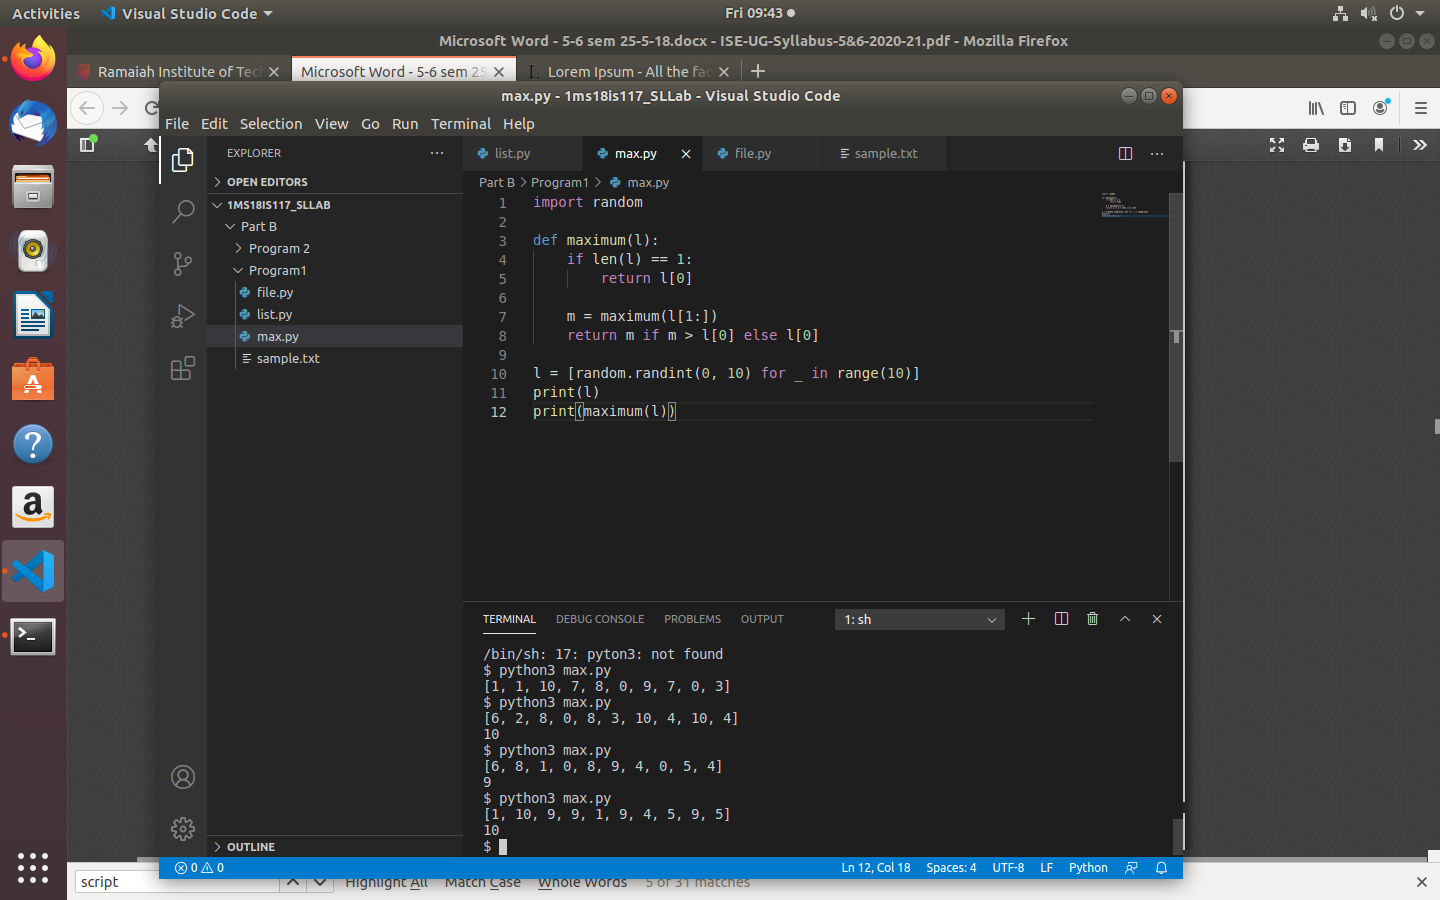 Activities
Visual Studio Code
Fri 09:43
Microsoft Word - 5-6 sem 25-5-18.docx - ISE-UG-Syllabus-5&6-2020-21.pdf - Mozilla Firefox
Ramaiah Institute of Tec
Microsoft Word - 5-6 sem 25
Lorem Ipsum - All the fac
max.py - 1ms18is117_SLLab - Visual Studio Code
File Edit Selection View Go Run Terminal Help
EXPLORER
OPEN EDITORS
1MS18IS117_SLLAB
Part B
Program 2
Program1
file.py
list.py
max.py
sample.txt
OUTLINE
list.py
max.py
file.py
sample.txt
Part B > Program1 > max.py
1 import random
2
3 def maximum(l):
4 if len(l) == 1:
5 return l[0]
6
7 m = maximum(l[1:])
8 return m if m > l[0] else l[0]
9
10 l = [random.randint(0, 10) for _ in range(10)]
11 print(l)
12 print(maximum(l))
TERMINAL DEBUG CONSOLE PROBLEMS OUTPUT
1: sh
/bin/sh: 17: pyton3: not found
$ python3 max.py
[1, 1, 10, 7, 8, 0, 9, 7, 0, 3]
$ python3 max.py
[6, 2, 8, 0, 8, 3, 10, 4, 10, 4]
10
$ python3 max.py
[6, 8, 1, 0, 8, 9, 4, 0, 5, 4]
9
$ python3 max.py
[1, 10, 9, 9, 1, 9, 4, 5, 9, 5]
10
$
0 0
Ln 12, Col 18 Spaces: 4 UTF-8 LF Python
script
Highlight All Match Case Whole Words 5 of 31 matches